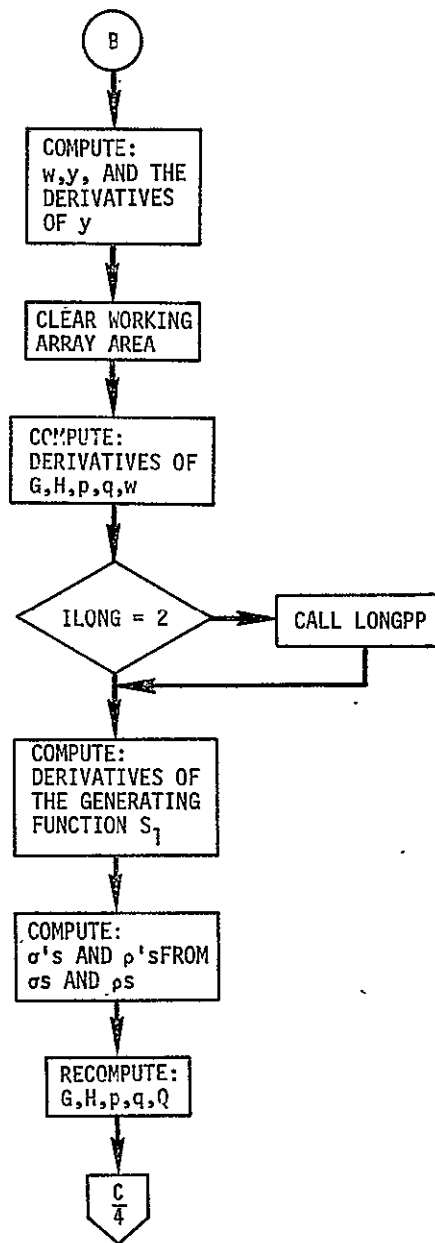 B
COMPUTE:
w,y, AND THE
DERIVATIVES
OF y
CLEAR WORKING
ARRAY AREA
COMPUTE:
DERIVATIVES OF
G,H,p,q,w
ILONG = 2
CALL LONGPP
COMPUTE:
DERIVATIVES OF
THE GENERATING
FUNCTION S₁
COMPUTE:
σ's AND ρ'sFROM
σs AND ρs
RECOMPUTE:
G,H,p,q,Q
C
4